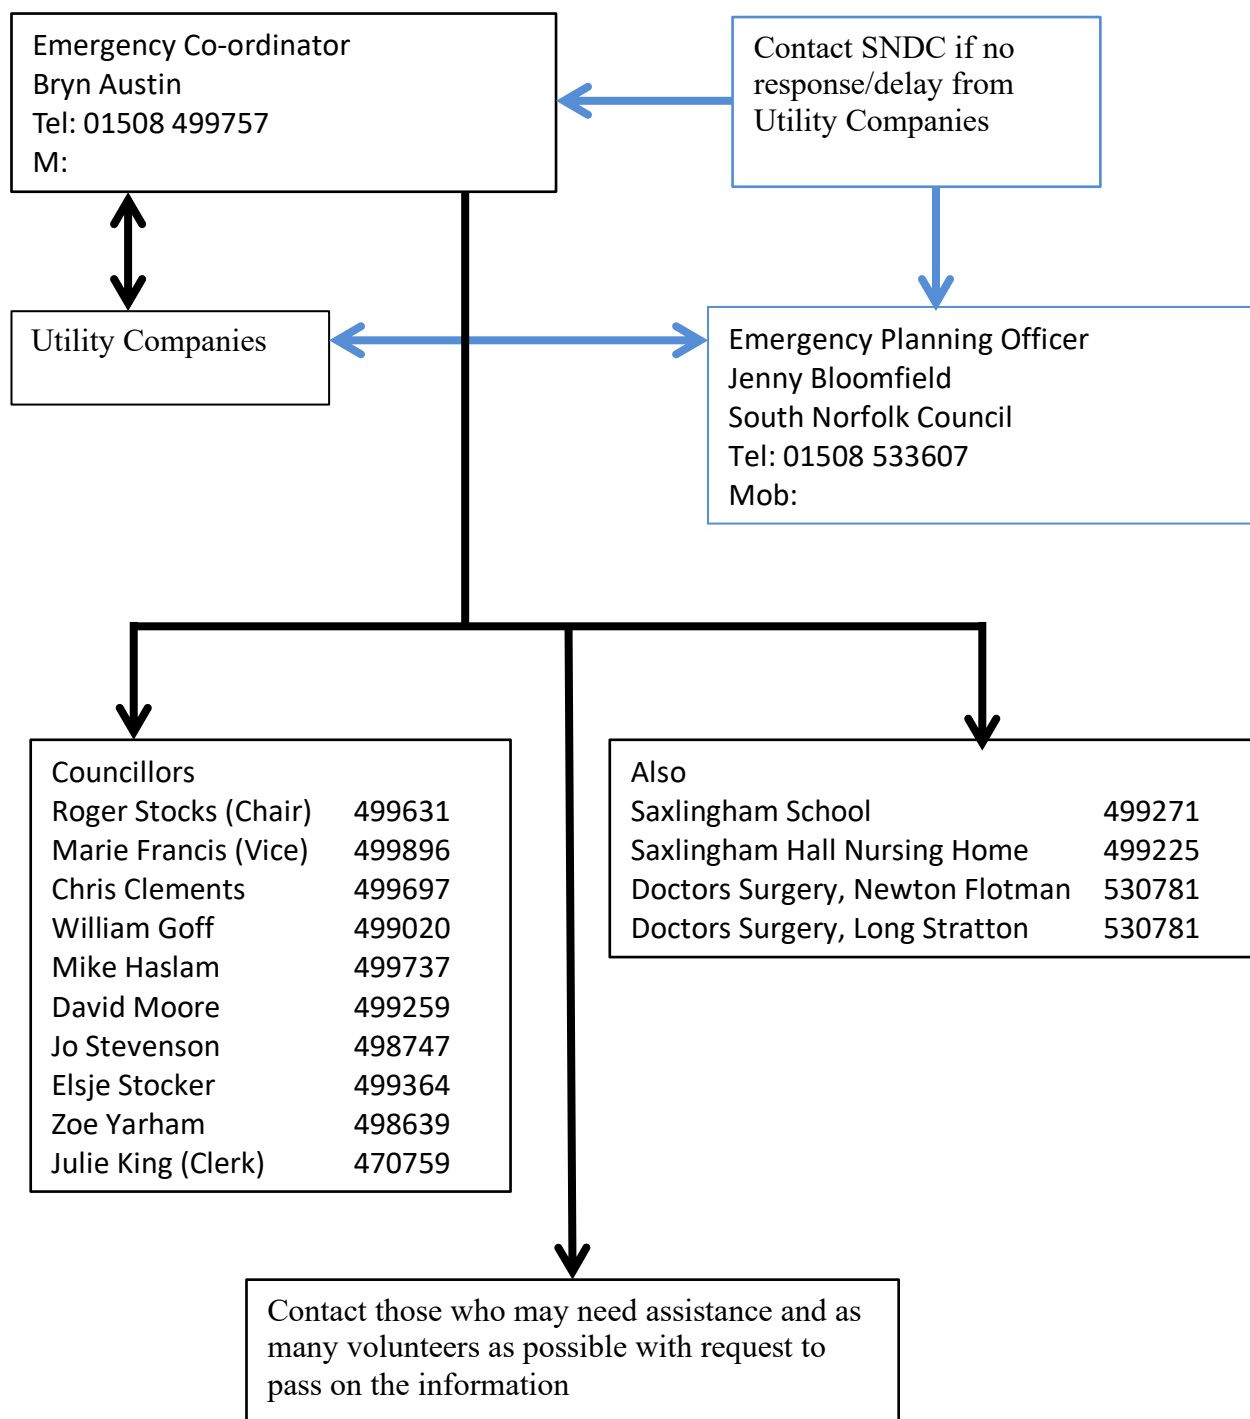 Emergency Co-ordinator
Bryn Austin
Tel: 01508 499757
M:
Contact SNDC if no
response/delay from
Utility Companies
Utility Companies
Emergency Planning Officer
Jenny Bloomfield
South Norfolk Council
Tel: 01508 533607
Mob:
Councillors
Roger Stocks (Chair) 499631
Marie Francis (Vice) 499896
Chris Clements 499697
William Goff 499020
Mike Haslam 499737
David Moore 499259
Jo Stevenson 498747
Elsje Stocker 499364
Zoe Yarham 498639
Julie King (Clerk) 470759
Also
Saxlingham School 499271
Saxlingham Hall Nursing Home 499225
Doctors Surgery, Newton Flotman 530781
Doctors Surgery, Long Stratton 530781
Contact those who may need assistance and as
many volunteers as possible with request to
pass on the information